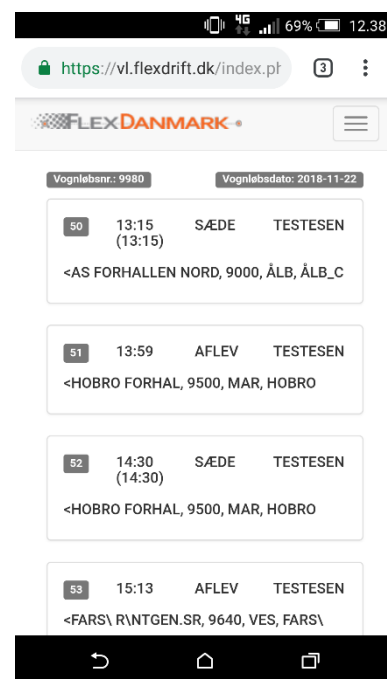 4G 69% 12.38
https://vl.flexdrift.dk/index.ph 3
FLEXDANMARK
Vognløbsnr.: 9980 Vognløbsdato: 2018-11-22
50 13:15 SÆDE TESTESEN
(13:15)
<AS FORHALLEN NORD, 9000, ÅLB, ÅLB_C
51 13:59 AFLEV TESTESEN
<HOBRO FORHAL, 9500, MAR, HOBRO
52 14:30 SÆDE TESTESEN
(14:30)
<HOBRO FORHAL, 9500, MAR, HOBRO
53 15:13 AFLEV TESTESEN
<FARS\ R\NTGEN.SR, 9640, VES, FARS\